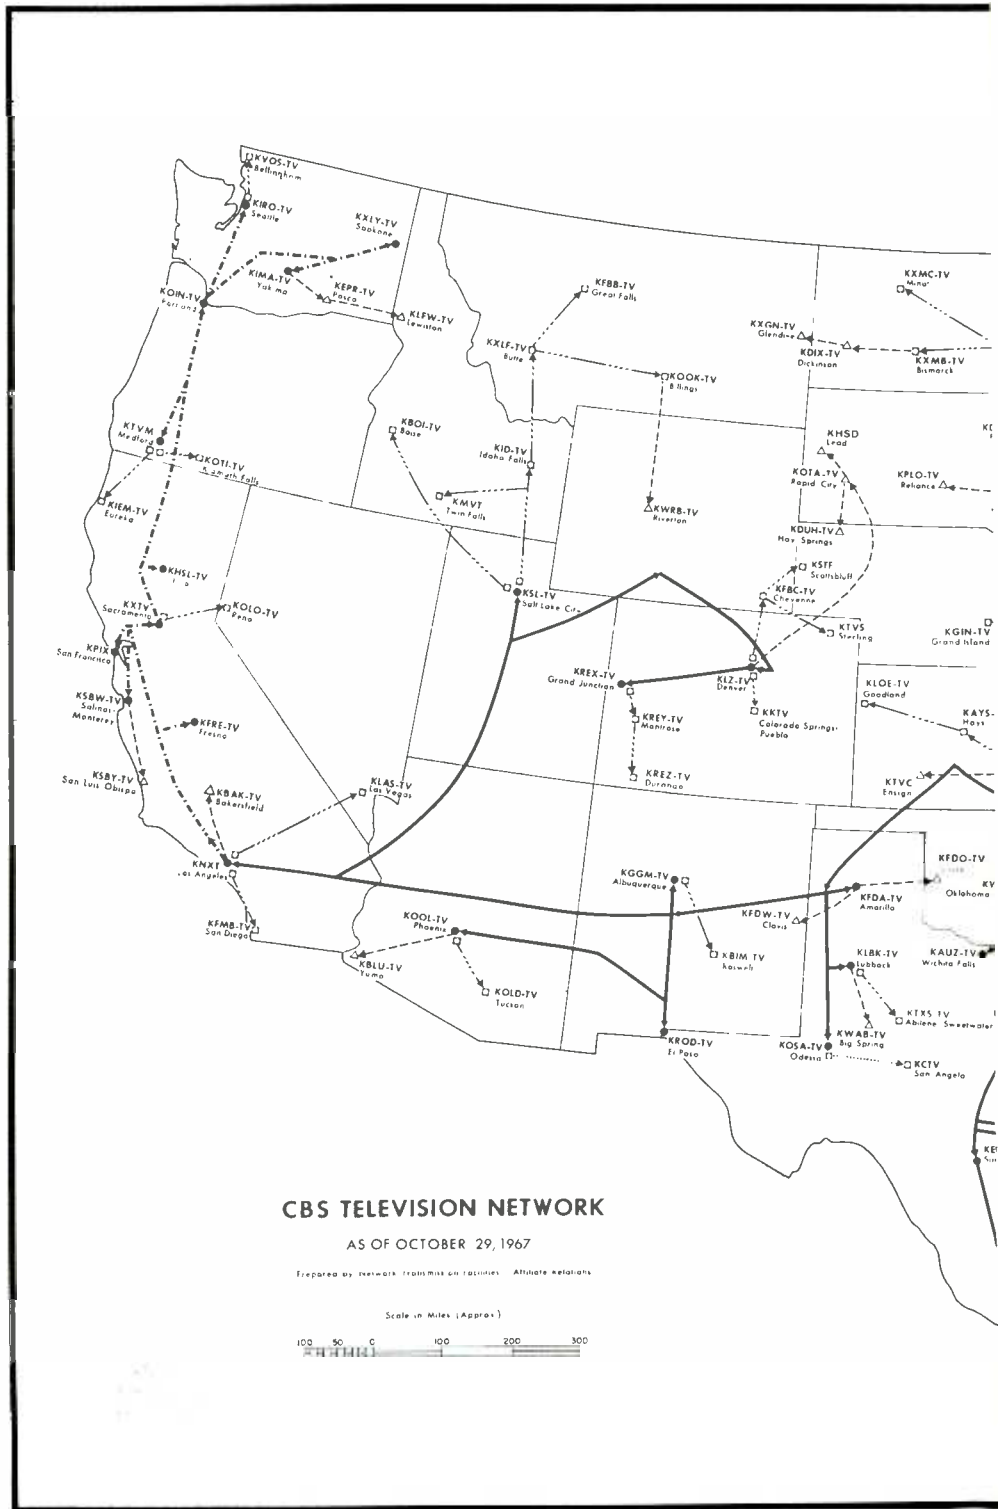 KVOS-TV
Bellingham
KIRO-TV
Seattle
KXLY-TV
Spokane
KIMA-TV
KEPR-TV
Pasco
KOIN-TV
KLEW-TV
Lewiston
KFBB-TV
Great Falls
KXMC-TV
Minot
KXLF-TV
Butte
KXGN-TV
Glendive
KDIX-TV
Dickinson
KXMB-TV
Bismarck
KOOK-TV
Billings
KTVM
Medford
KOTI-TV
Klamath Falls
KIEM-TV
Eureka
KBOI-TV
Boise
KID-TV
Idaho Falls
KMVT
Twin Falls
KWRB-TV
Riverton
KHSD
Lead
KOTA-TV
Rapid City
KPLO-TV
Reliance
KDUH-TV
Hay Springs
KHSL-TV
KSTF
Scottsbluff
KXTV
Sacramento
KOLO-TV
Reno
KSL-TV
Salt Lake City
KFBC-TV
Cheyenne
KTVS
Sterling
KGIN-TV
Grand Island
KPIX
San Francisco
KREX-TV
Grand Junction
KLZ-TV
Denver
KLOE-TV
Goodland
KSBW-TV
Salinas-
Monterey
KFRE-TV
Fresno
KREY-TV
Montrose
KKTV
Colorado Springs-
Pueblo
KAYS-
Hays
KSBY-TV
San Luis Obispo
KBAK-TV
Bakersfield
KLAS-TV
Las Vegas
KREZ-TV
Durango
KTVC
Ensign
KNXT
Los Angeles
KGGM-TV
Albuquerque
KFDO-TV
KFDA-TV
Amarillo
Oklahoma
KFMB-TV
San Diego
KOOL-TV
Phoenix
KFDW-TV
Clovis
KBLU-TV
Yuma
KBIM TV
Roswell
KLBK-TV
Lubbock
KAUZ-TV
Wichita Falls
KOLD-TV
Tucson
KTXS TV
Abilene Sweetwater
KWAB-TV
Big Spring
KROD-TV
El Paso
KOSA-TV
Odessa
KCTV
San Angelo
CBS TELEVISION NETWORK
AS OF OCTOBER 29, 1967
Prepared by Network Transmission Facilities Affiliate Relations
Scale in Miles (Approx)
100 50 0 100 200 300